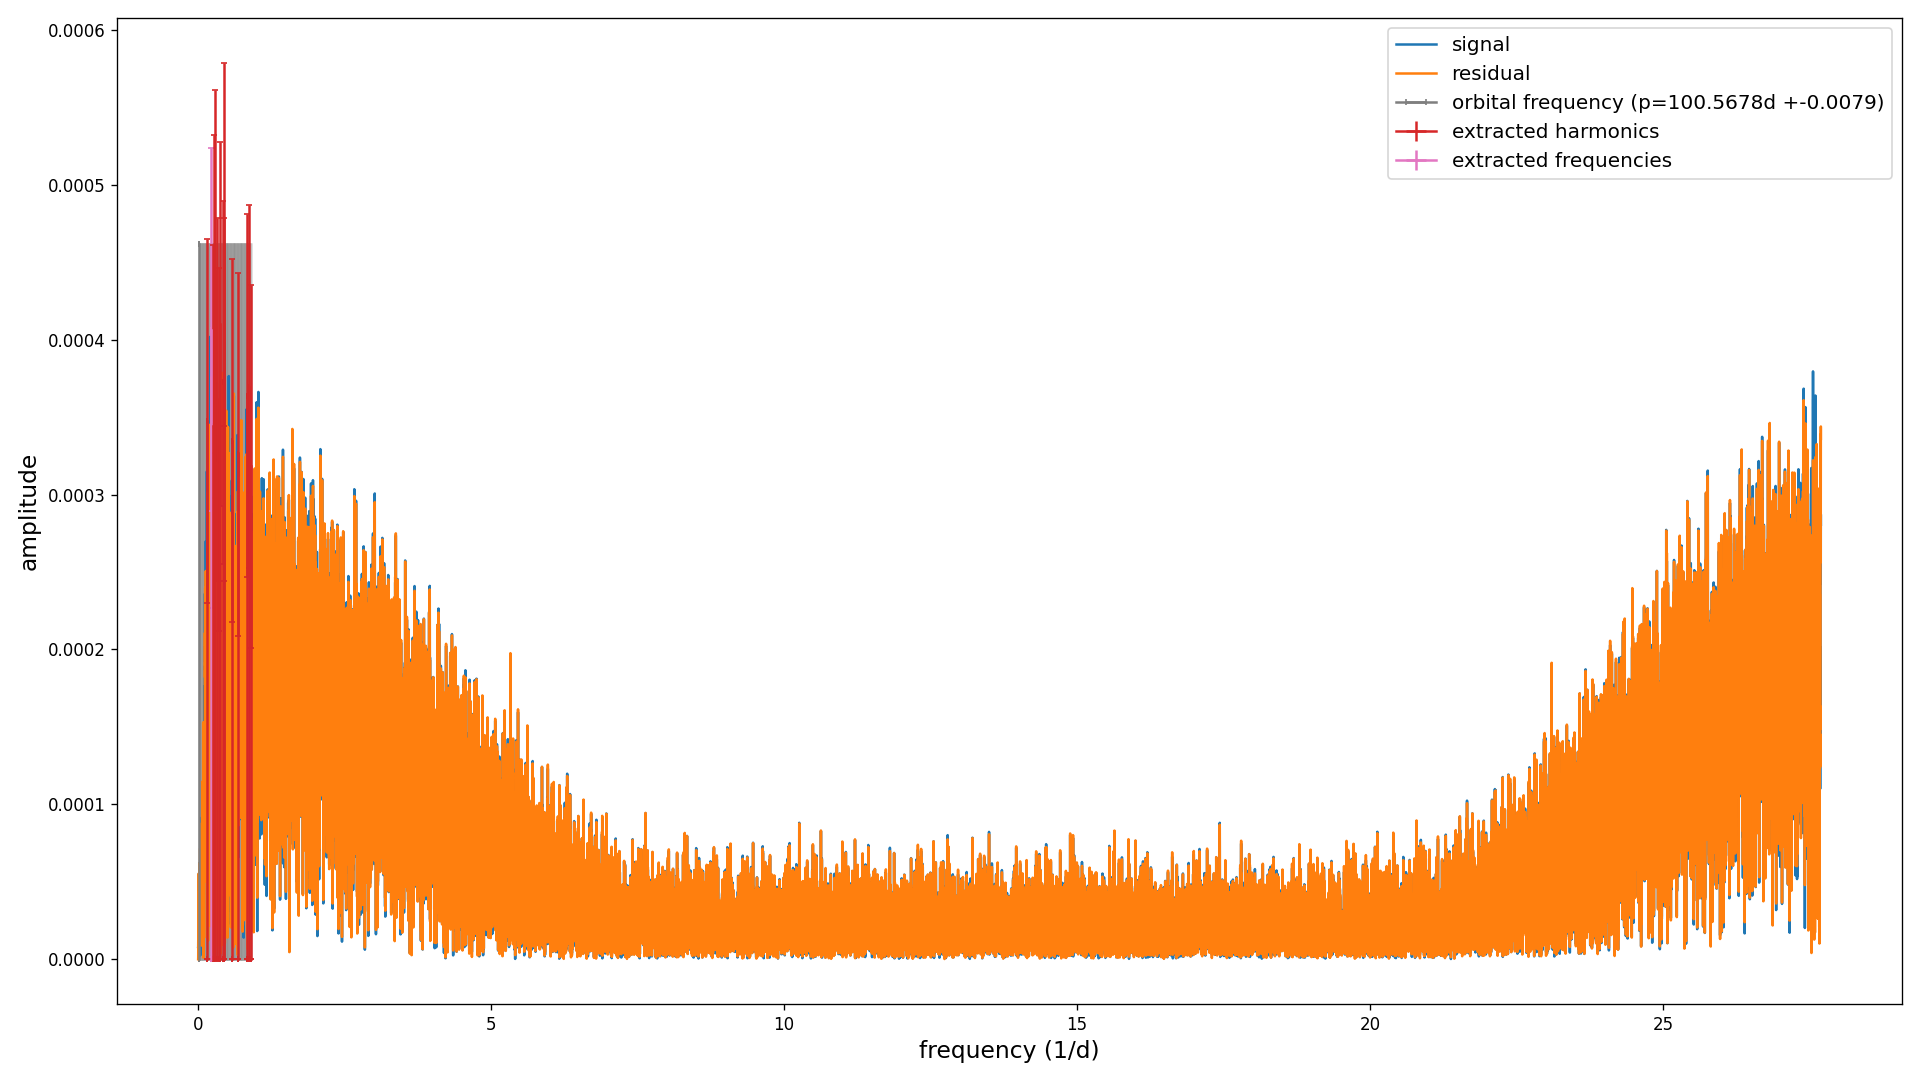 0.0006
0.0005
0.0004
0.0003
0.0002
0.0001
0.0000
amplitude
signal
residual
orbital frequency (p=100.5678d +-0.0079)
extracted harmonics
extracted frequencies
0 5 10 15 20 25
frequency (1/d)